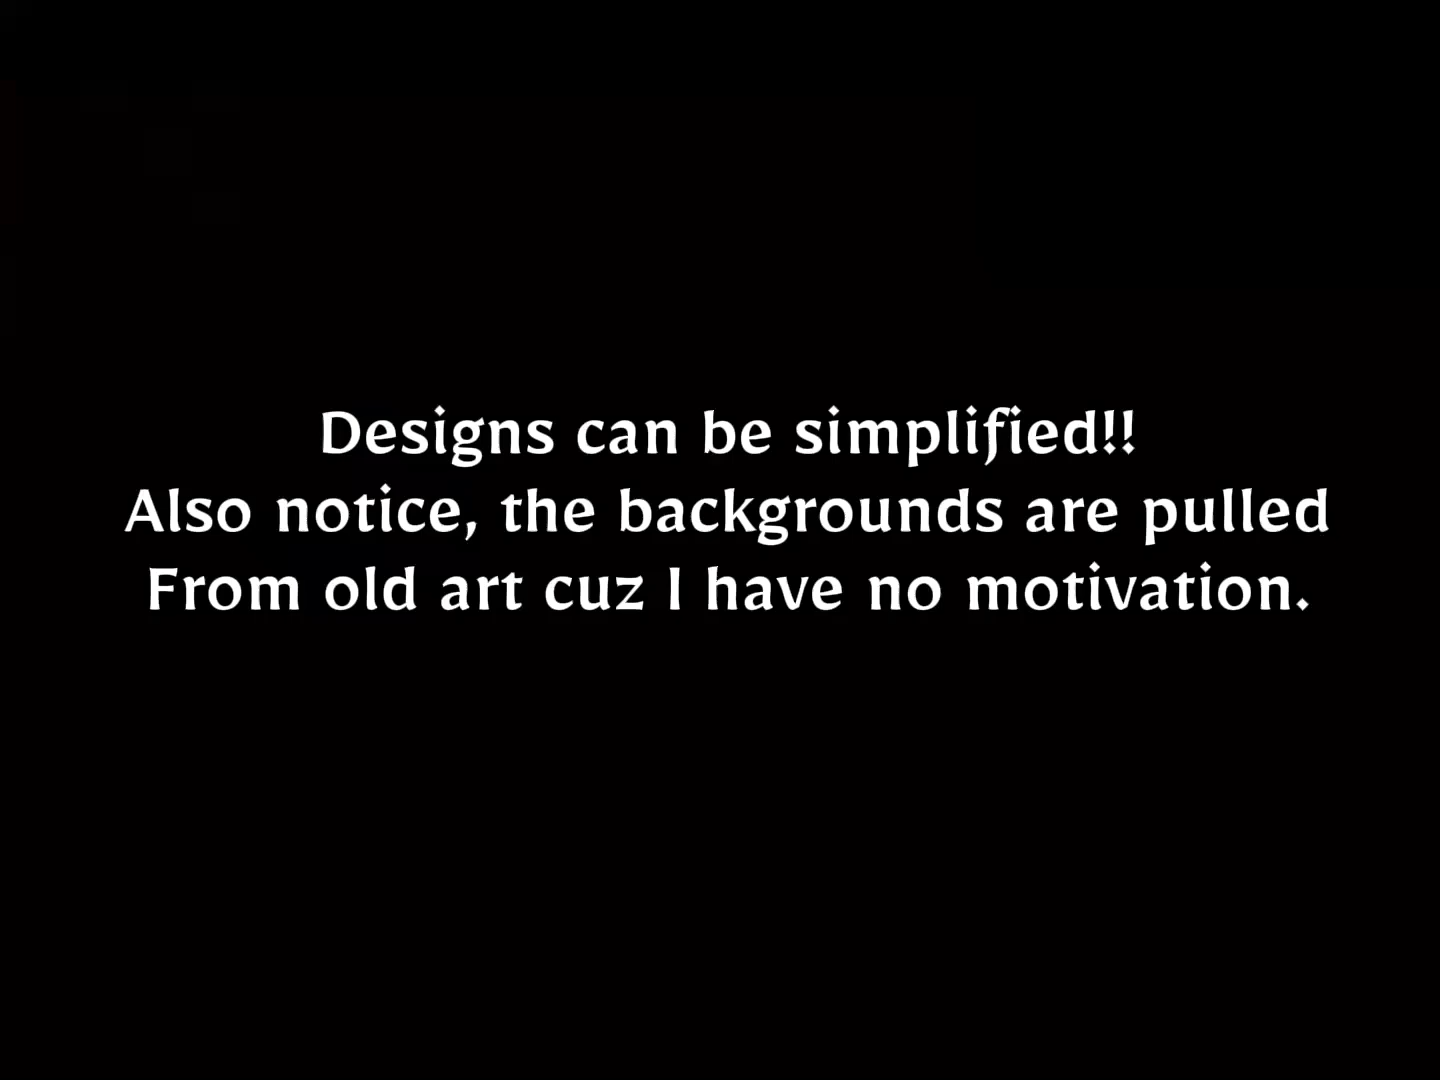 Designs can be simplified!!
Also notice, the backgrounds are pulled
From old art cuz I have no motivation.